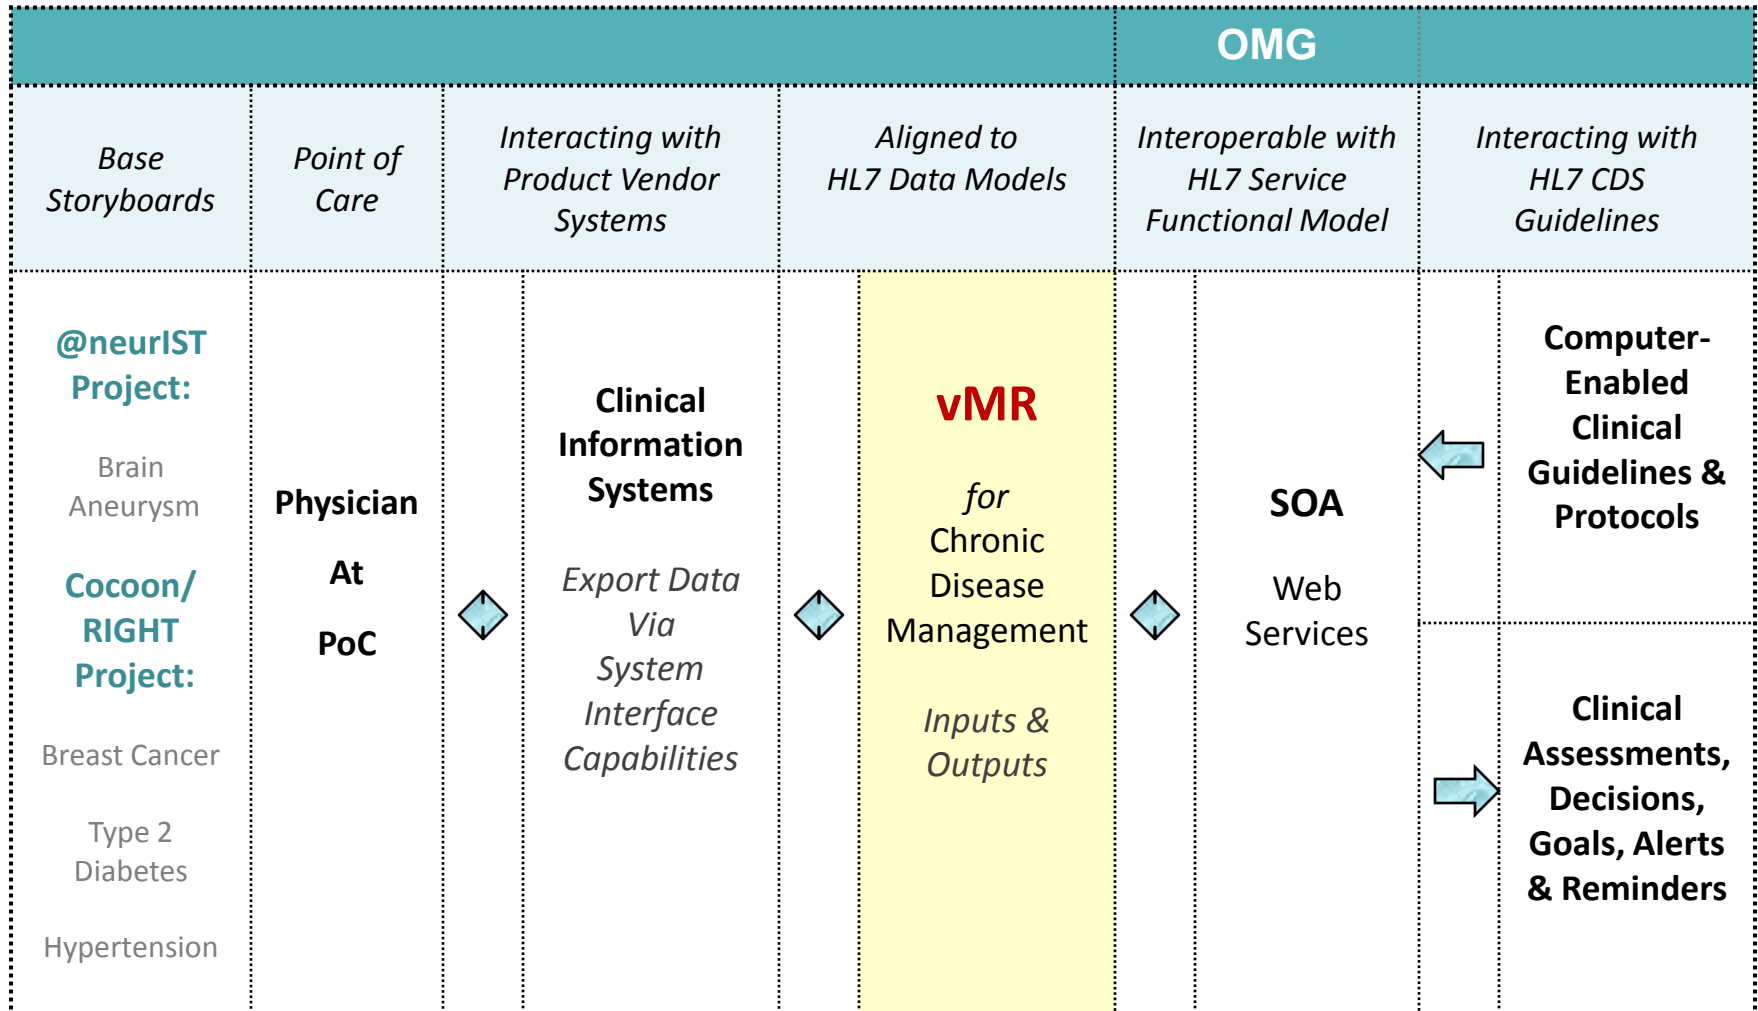 OMG
Base
Storyboards
Point of
Care
Interacting with
Product Vendor
Systems
Aligned to
HL7 Data Models
Interoperable with
HL7 Service
Functional Model
Interacting with
HL7 CDS
Guidelines
@neurIST
Project:
Brain
Aneurysm
Cocoon/
RIGHT
Project:
Breast Cancer
Type 2
Diabetes
Hypertension
Physician
At
PoC
Clinical
Information
Systems
Export Data
Via
System
Interface
Capabilities
vMR
for
Chronic
Disease
Management
Inputs &
Outputs
SOA
Web
Services
Computer-
Enabled
Clinical
Guidelines &
Protocols
Clinical
Assessments,
Decisions,
Goals, Alerts
& Reminders